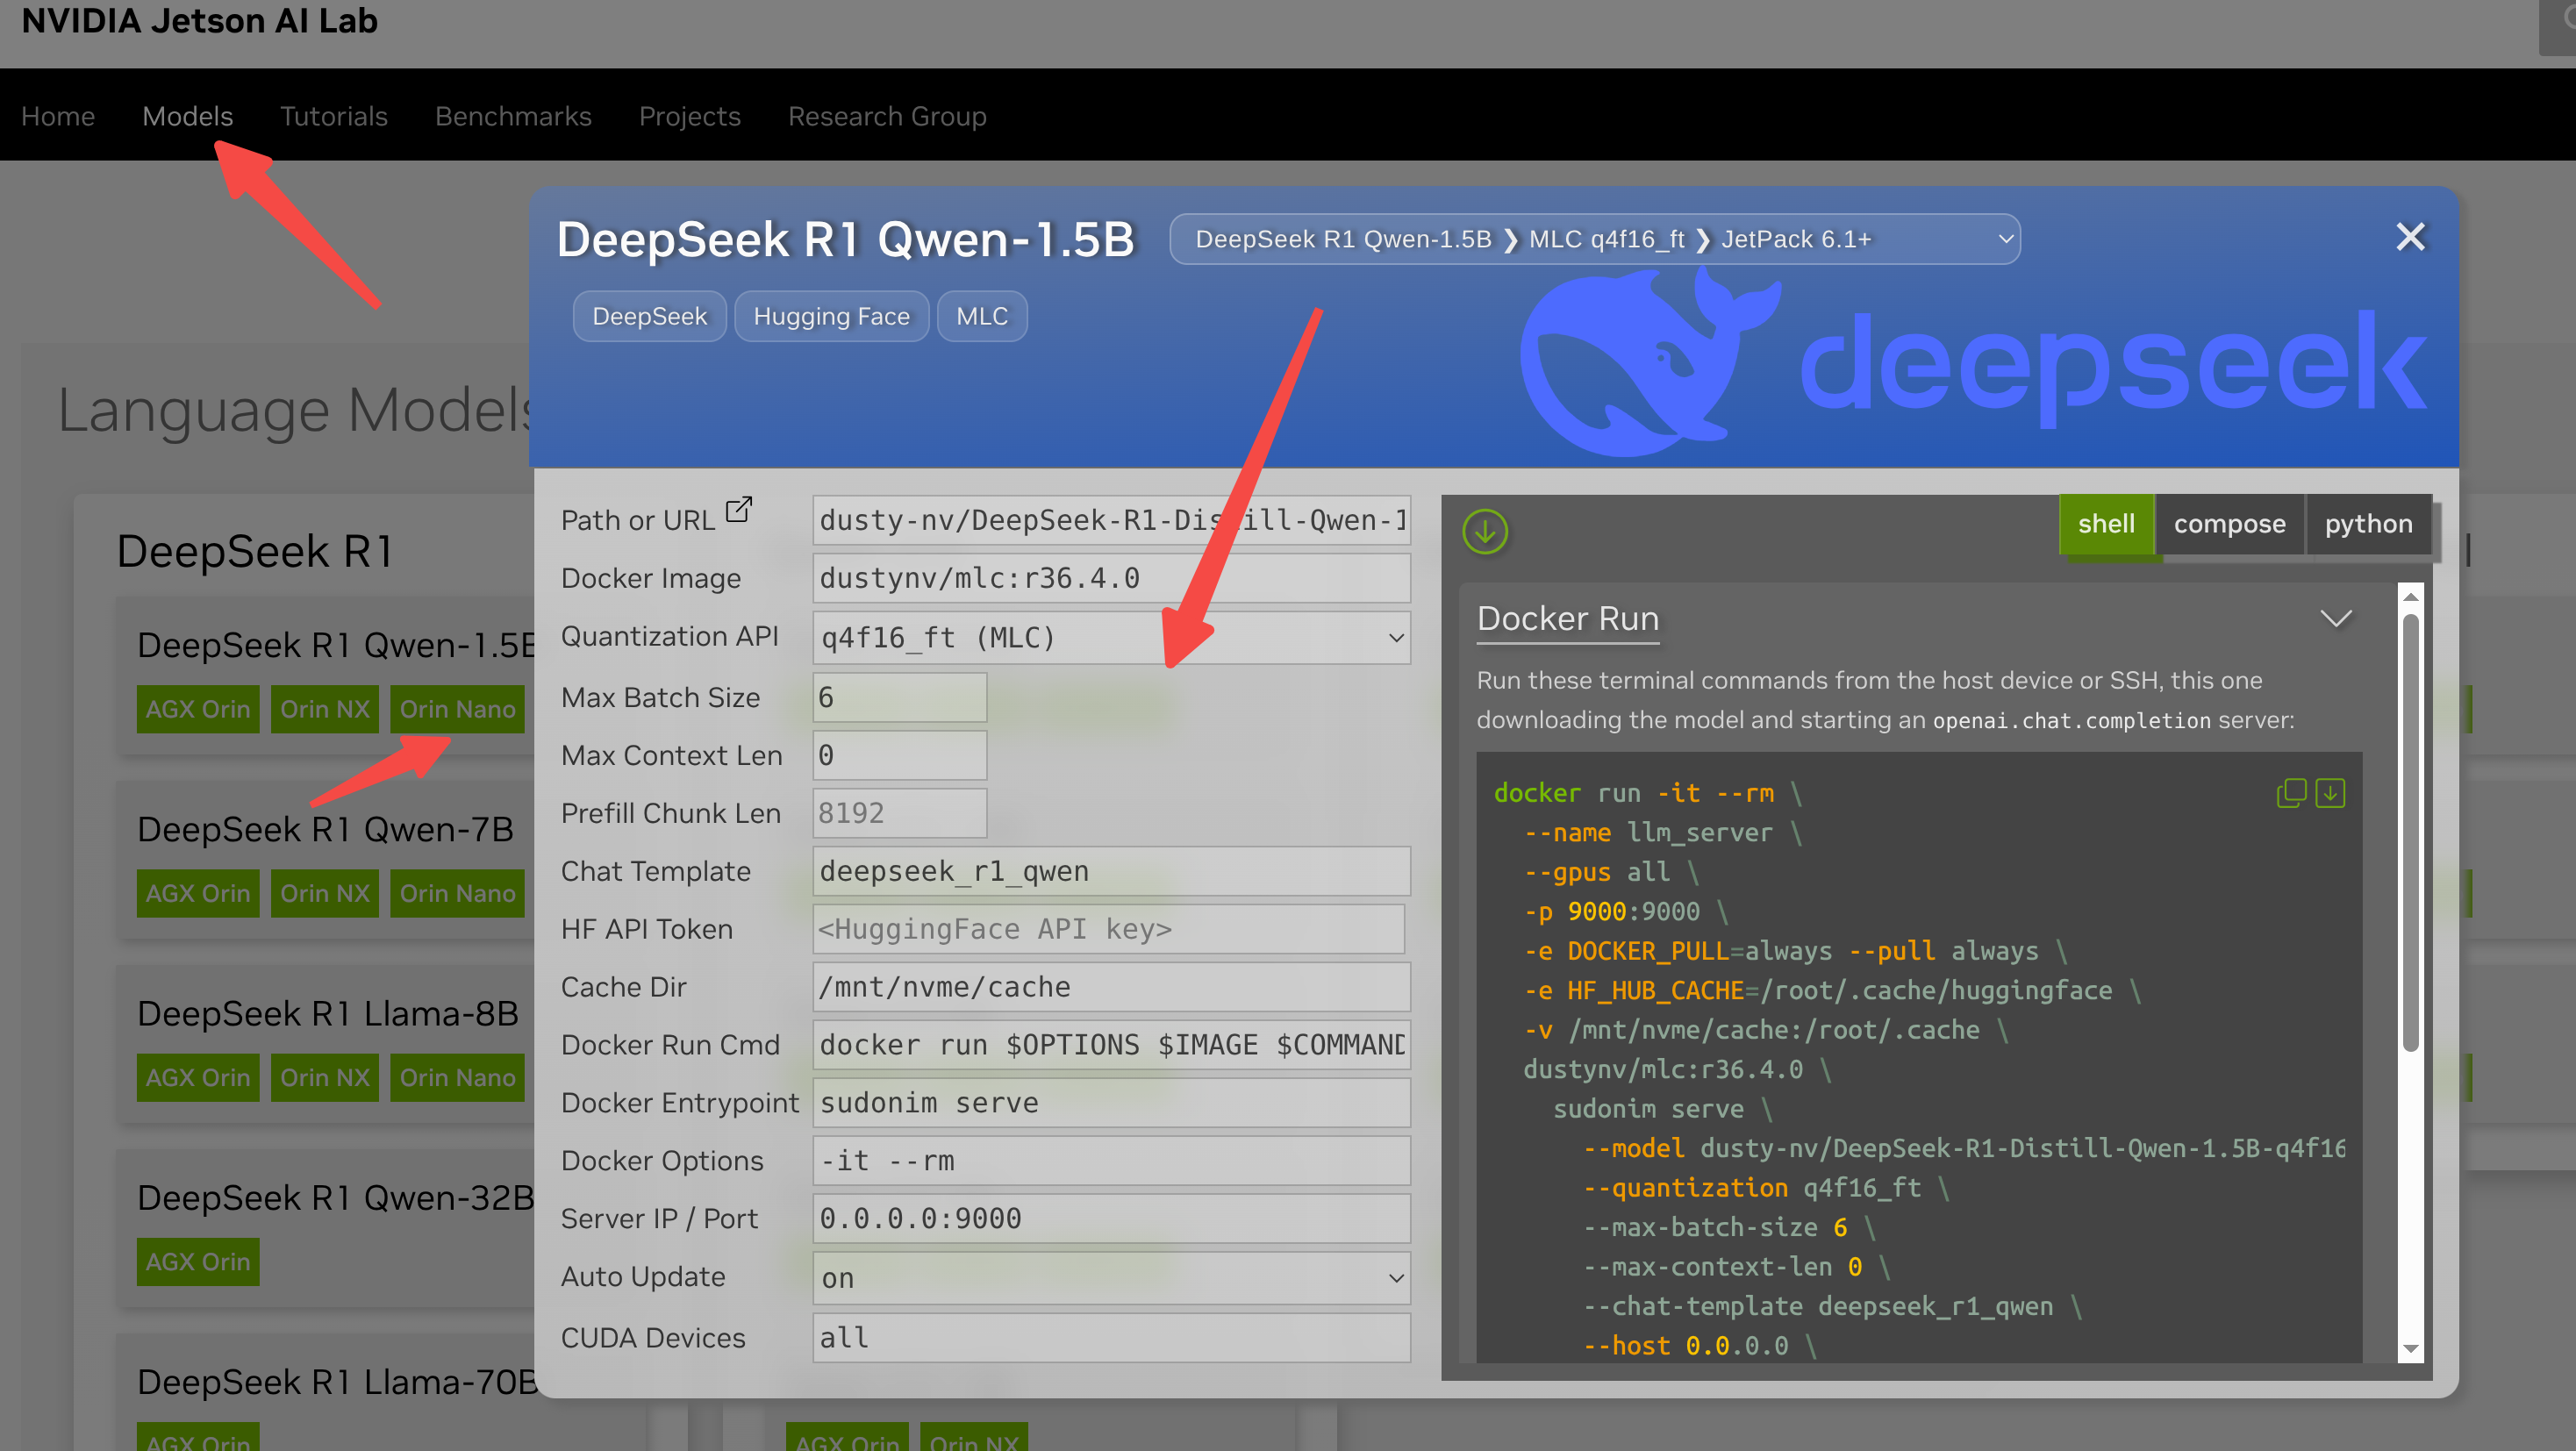 NVIDIA Jetson AI Lab
Home Models Tutorials Benchmarks Projects Research Group
Language Models
DeepSeek R1
DeepSeek R1 Qwen-1.5B
AGX Orin Orin NX Orin Nano
DeepSeek R1 Qwen-7B
AGX Orin Orin NX Orin Nano
DeepSeek R1 Llama-8B
AGX Orin Orin NX Orin Nano
DeepSeek R1 Qwen-32B
AGX Orin
DeepSeek R1 Llama-70B
AGX Orin
AGX Orin Orin NX
DeepSeek R1 Qwen-1.5B
DeepSeek R1 Qwen-1.5B ❯ MLC q4f16_ft ❯ JetPack 6.1+
DeepSeek Hugging Face MLC
deepseek
Path or URL dusty-nv/DeepSeek-R1-Distill-Qwen-1
Docker Image dustynv/mlc:r36.4.0
Quantization API q4f16_ft (MLC)
Max Batch Size 6
Max Context Len 0
Prefill Chunk Len 8192
Chat Template deepseek_r1_qwen
HF API Token <HuggingFace API key>
Cache Dir /mnt/nvme/cache
Docker Run Cmd docker run $OPTIONS $IMAGE $COMMAND
Docker Entrypoint sudonim serve
Docker Options -it --rm
Server IP / Port 0.0.0.0:9000
Auto Update on
CUDA Devices all
shell compose python
Docker Run
Run these terminal commands from the host device or SSH, this one
downloading the model and starting an openai.chat.completion server:
docker run -it --rm \
--name llm_server \
--gpus all \
-p 9000:9000 \
-e DOCKER_PULL=always --pull always \
-e HF_HUB_CACHE=/root/.cache/huggingface \
-v /mnt/nvme/cache:/root/.cache \
dustynv/mlc:r36.4.0 \
sudonim serve \
--model dusty-nv/DeepSeek-R1-Distill-Qwen-1.5B-q4f16
--quantization q4f16_ft \
--max-batch-size 6 \
--max-context-len 0 \
--chat-template deepseek_r1_qwen \
--host 0.0.0.0 \